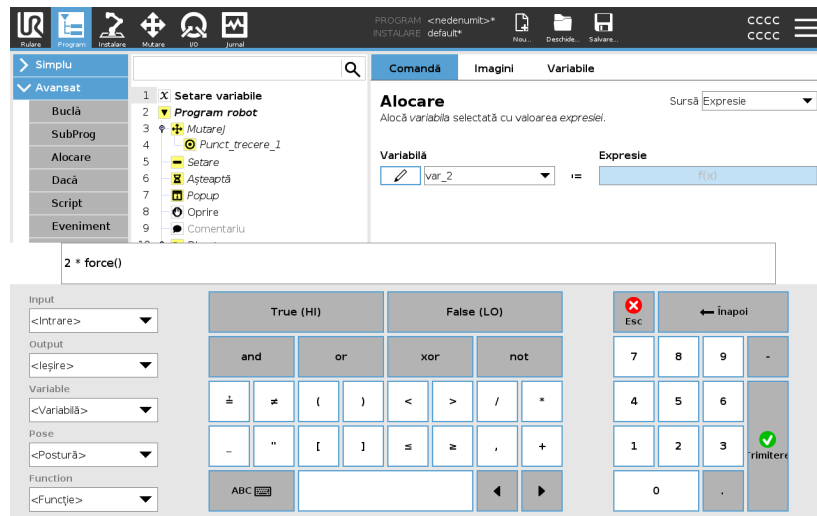 PROGRAM <nedenumit>*
INSTALARE default*
Rulare Program Instalare Mutare I/O Jurnal Nou... Deschide... Salvare... CCCC
CCCC
Simplu
Avansat
Buclă
SubProg
Alocare
Dacă
Script
Eveniment
1 X Setare variabile
2 Program robot
3 MutareJ
4 Punct_trecere_1
5 Setare
6 Așteaptă
7 Popup
8 Oprire
9 Comentariu
Comandă Imagini Variabile
Alocare Sursă Expresie
Alocă variabila selectată cu valoarea expresiei.
Variabilă Expresie
var_2 := f(x)
2 * force()
Input
<Intrare>
Output
<Ieșire>
Variable
<Variabilă>
Pose
<Postură>
Function
<Funcție>
True (HI) False (LO) Esc Înapoi
and or xor not 7 8 9 -
≟ ≠ ( ) < > / * 4 5 6
_ " [ ] ≤ ≥ , + 1 2 3 Trimitere
ABC 0 .